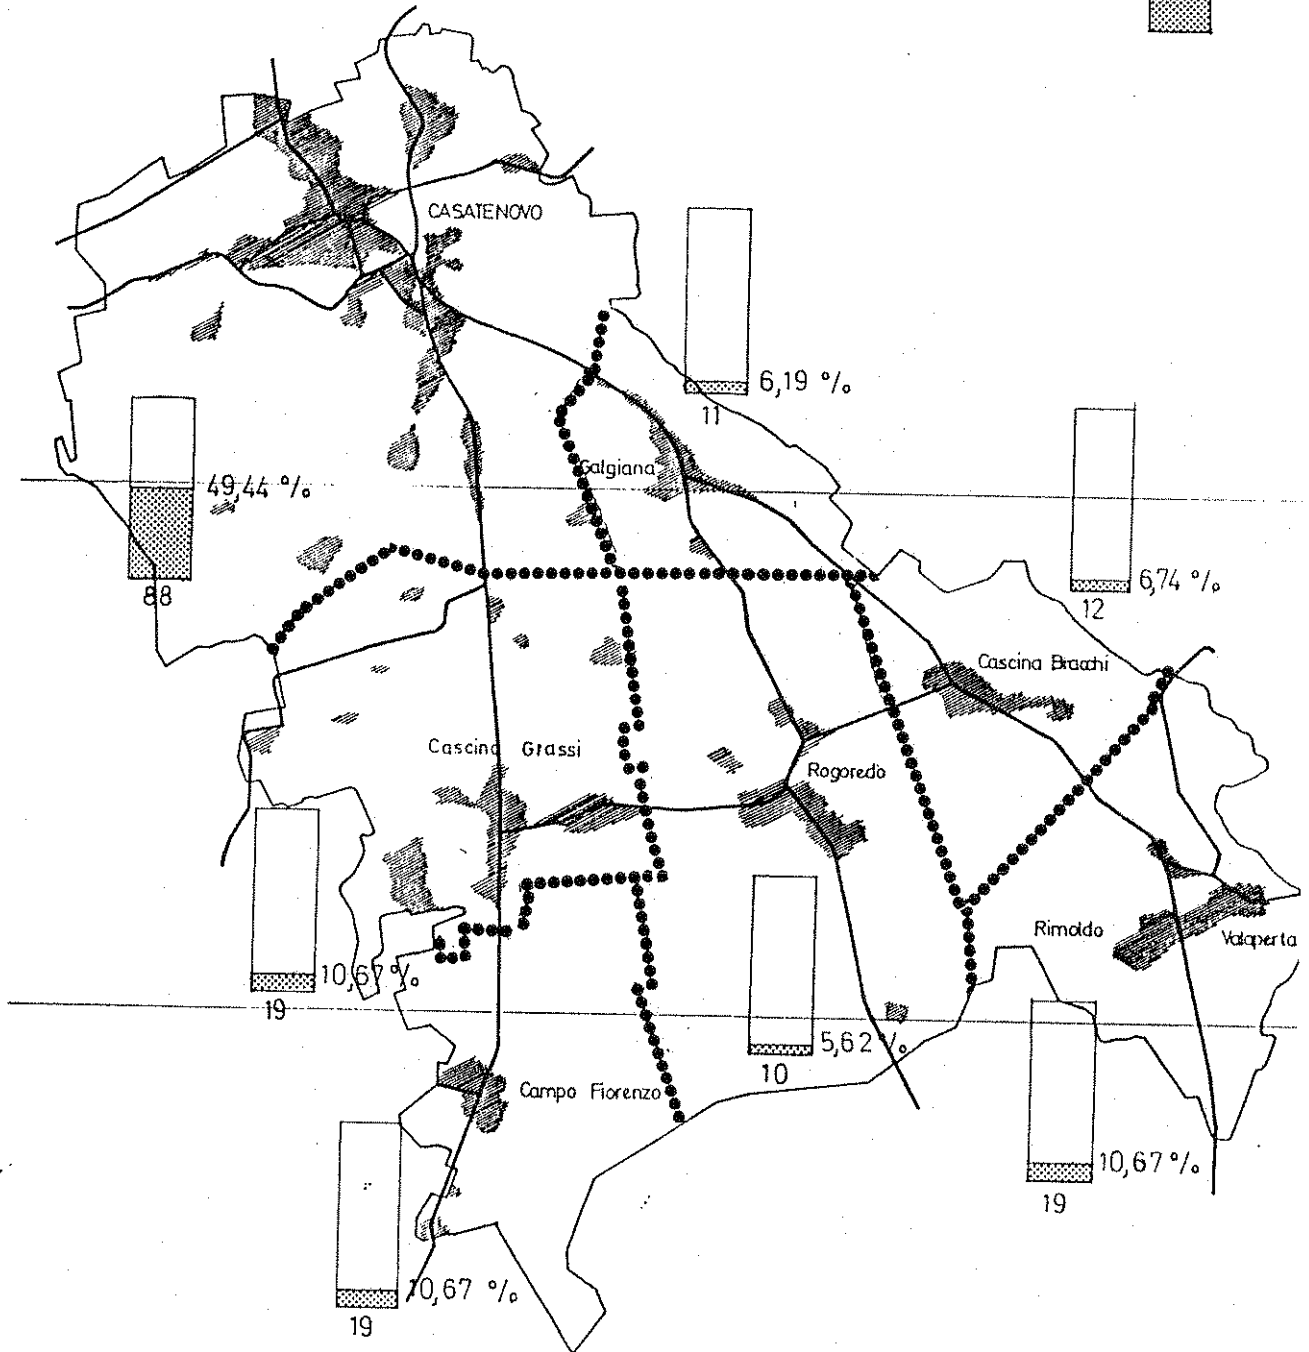 CASATENOVO
6,19 %
11
Galgiana
49,44 %
88
6,74 %
12
Cascina Bracchi
Cascina Grassi
Rogoredo
Rimoldo
Valaperta
10,67 %
19
5,62 %
10
Campo Fiorenzo
10,67 %
19
10,67 %
19